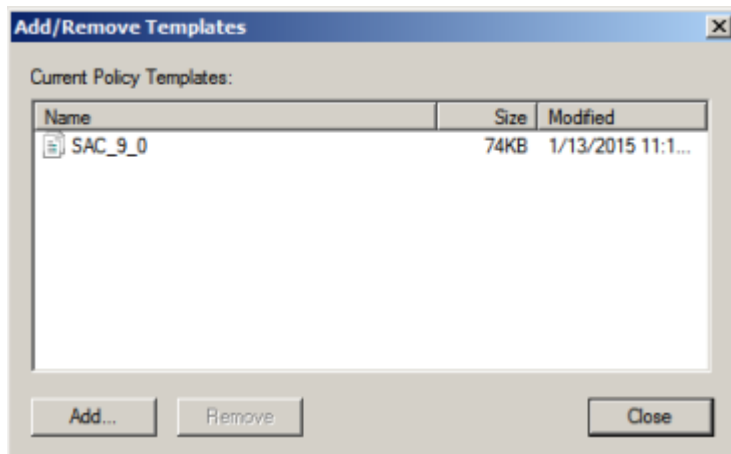 Add/Remove Templates
Current Policy Templates:
Name Size Modified
SAC_9_0 74KB 1/13/2015 11:1...
Add... Remove Close